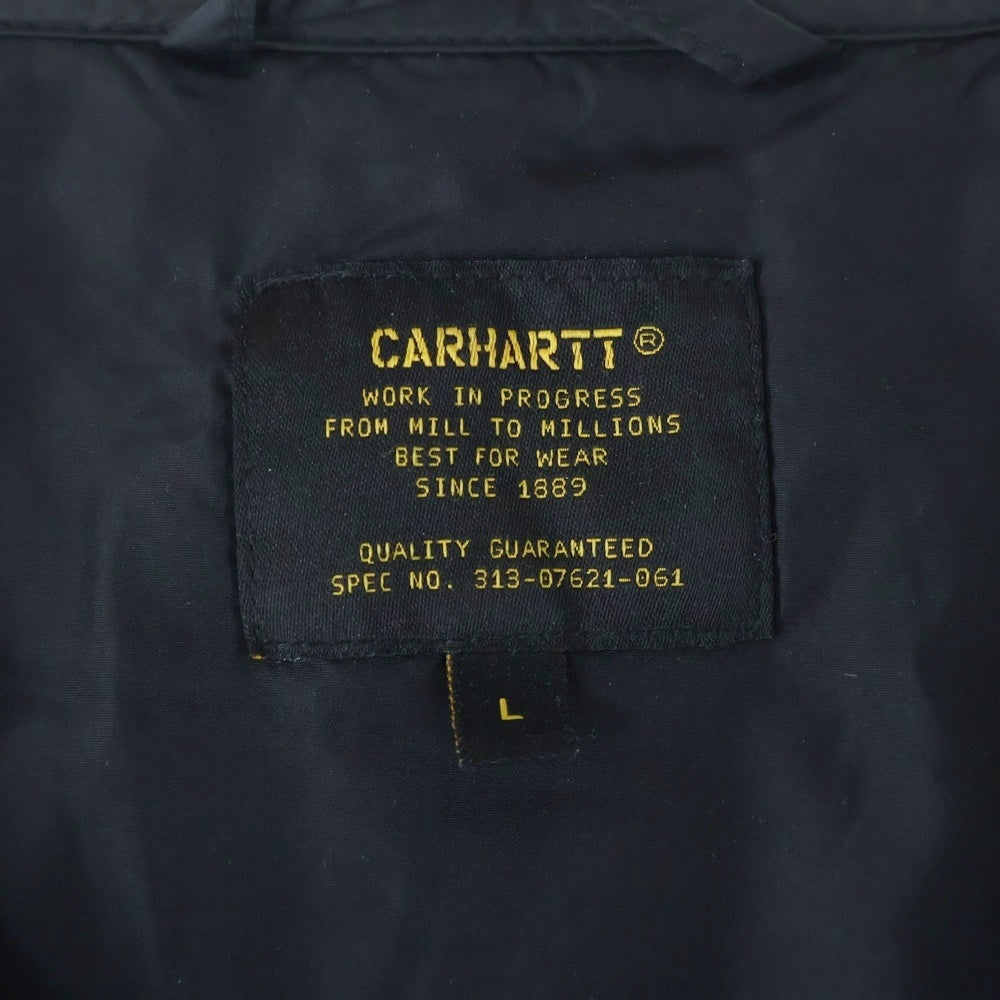 CARHARTT®
WORK IN PROGRESS
FROM MILL TO MILLIONS
BEST FOR WEAR
SINCE 1889
QUALITY GUARANTEED
SPEC NO. 313-07621-061
L